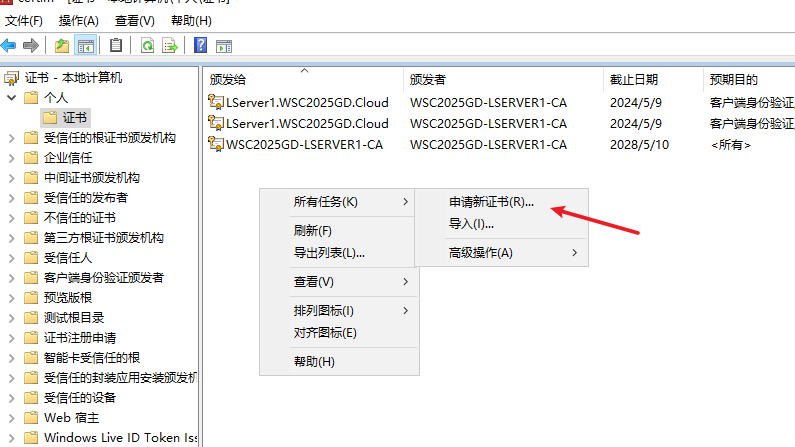 文件(F) 操作(A) 查看(V) 帮助(H)
证书 - 本地计算机
个人
证书
受信任的根证书颁发机构
企业信任
中间证书颁发机构
受信任的发布者
不信任的证书
第三方根证书颁发机构
受信任人
客户端身份验证颁发者
预览版根
测试根目录
证书注册申请
智能卡受信任的根
受信任的封装应用安装颁发机
受信任的设备
Web 宿主
Windows Live ID Token Iss
颁发给 颁发者 截止日期 预期目的
LServer1.WSC2025GD.Cloud WSC2025GD-LSERVER1-CA 2024/5/9 客户端身份验证
LServer1.WSC2025GD.Cloud WSC2025GD-LSERVER1-CA 2024/5/9 客户端身份验证
WSC2025GD-LSERVER1-CA WSC2025GD-LSERVER1-CA 2028/5/10 <所有>
所有任务(K)
刷新(F)
导出列表(L)...
查看(V)
排列图标(I)
对齐图标(E)
帮助(H)
申请新证书(R)...
导入(I)...
高级操作(A)